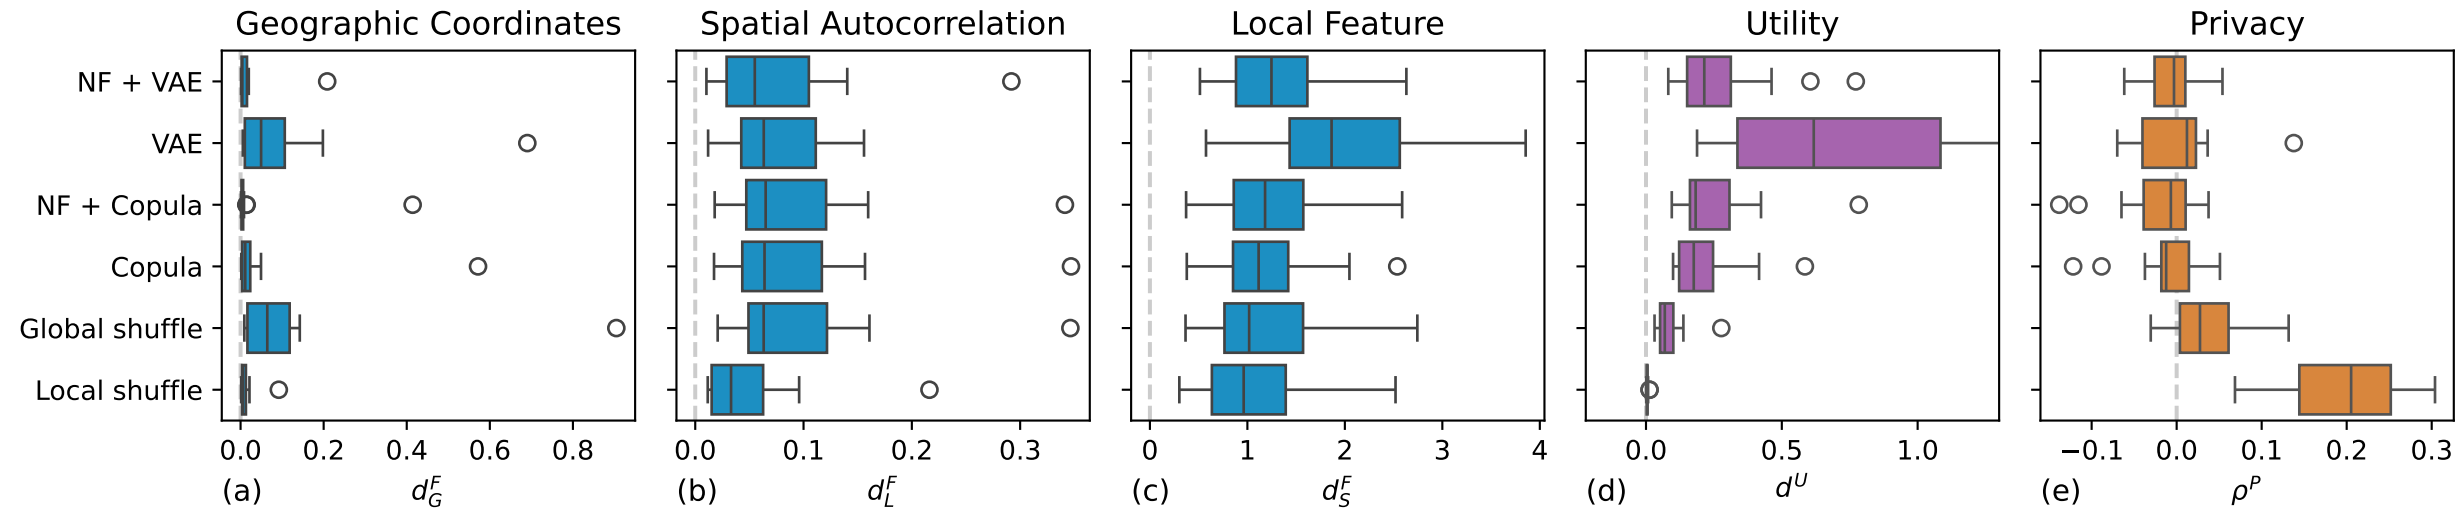 Geographic Coordinates
Spatial Autocorrelation
Local Feature
Utility
Privacy
NF + VAE
VAE
NF + Copula
Copula
Global shuffle
Local shuffle
0.0 0.2 0.4 0.6 0.8
0.0 0.1 0.2 0.3
0 1 2 3 4
0.0 0.5 1.0
−0.1 0.0 0.1 0.2 0.3
(a) $d_G^F$
(b) $d_L^F$
(c) $d_S^F$
(d) $d^U$
(e) $\rho^P$